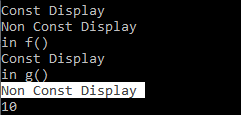 Const Display
Non Const Display
in f()
Const Display
in g()
Non Const Display
10